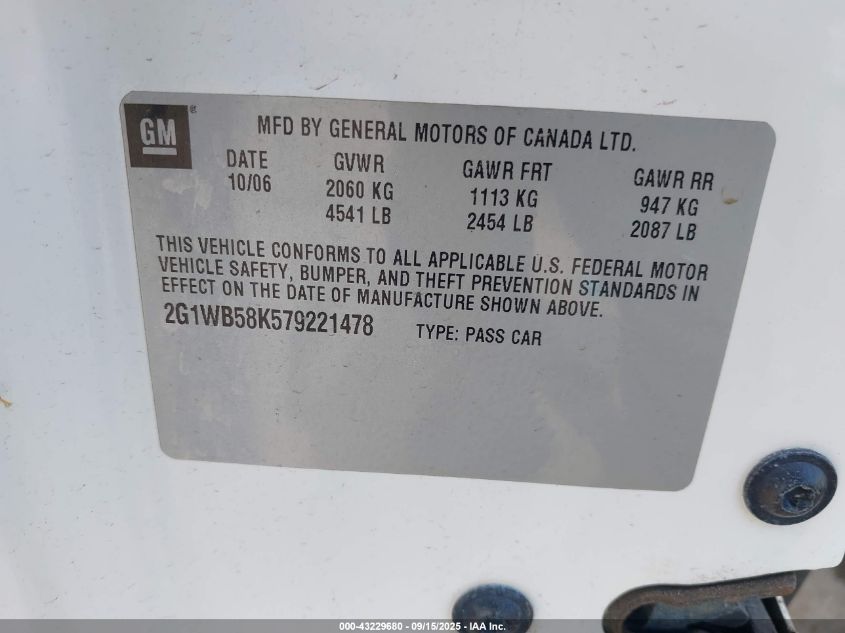 GM ®
MFD BY GENERAL MOTORS OF CANADA LTD.
DATE GVWR GAWR FRT GAWR RR
10/06 2060 KG 1113 KG 947 KG
4541 LB 2454 LB 2087 LB
THIS VEHICLE CONFORMS TO ALL APPLICABLE U.S. FEDERAL MOTOR
VEHICLE SAFETY, BUMPER, AND THEFT PREVENTION STANDARDS IN
EFFECT ON THE DATE OF MANUFACTURE SHOWN ABOVE.
2G1WB58K579221478 TYPE: PASS CAR
000-43229680 - 09/15/2025 - IAA Inc.